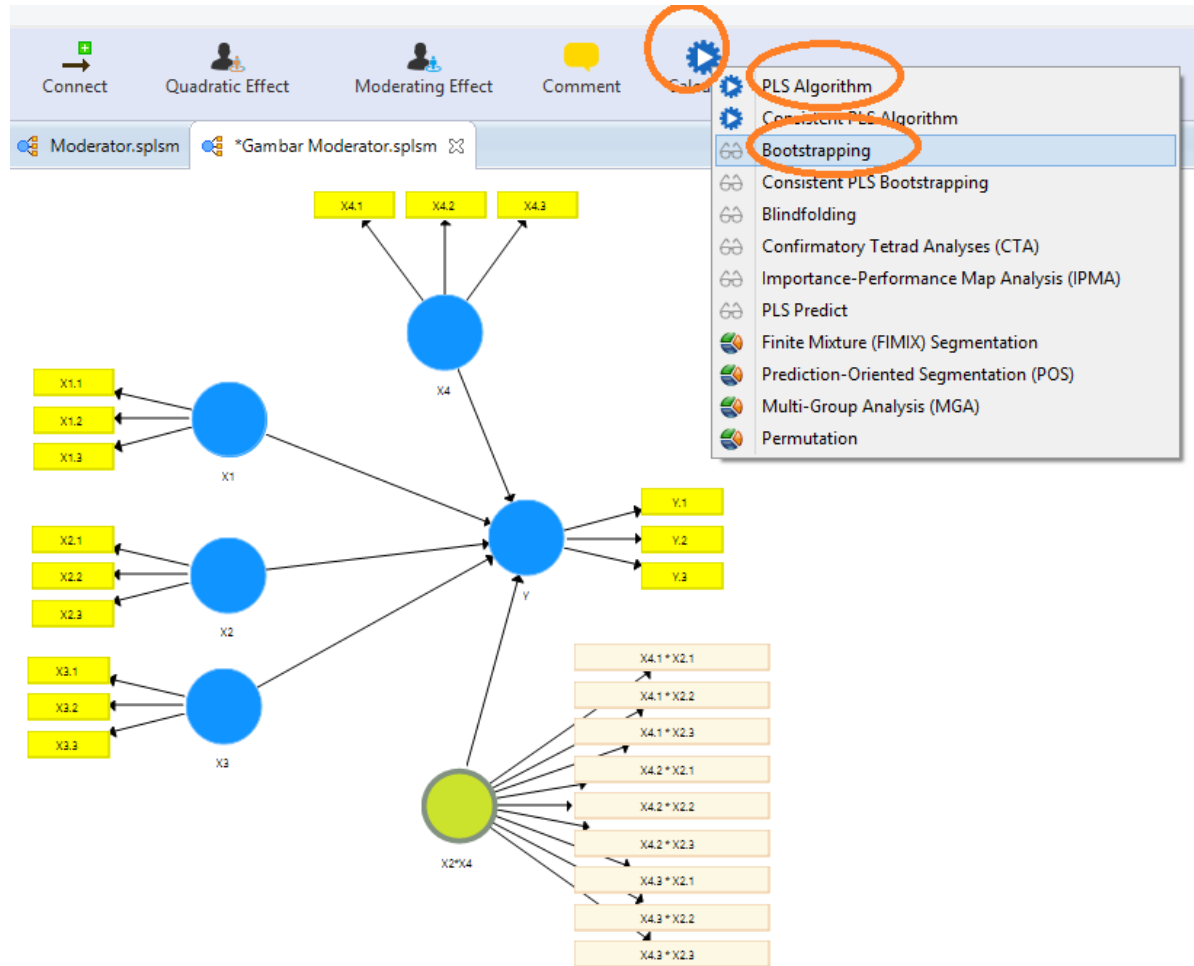 Connect
Quadratic Effect
Moderating Effect
Comment
Calcu
PLS Algorithm
Consistent PLS Algorithm
Bootstrapping
Consistent PLS Bootstrapping
Blindfolding
Confirmatory Tetrad Analyses (CTA)
Importance-Performance Map Analysis (IPMA)
PLS Predict
Finite Mixture (FIMIX) Segmentation
Prediction-Oriented Segmentation (POS)
Multi-Group Analysis (MGA)
Permutation
Moderator.splsm
*Gambar Moderator.splsm
X4.1
X4.2
X4.3
X4
X1.1
X1.2
X1.3
X1
X2.1
X2.2
X2.3
X2
X3.1
X3.2
X3.3
X3
Y.1
Y.2
Y.3
Y
X4.1 * X2.1
X4.1 * X2.2
X4.1 * X2.3
X4.2 * X2.1
X4.2 * X2.2
X4.2 * X2.3
X4.3 * X2.1
X4.3 * X2.2
X4.3 * X2.3
X2*X4